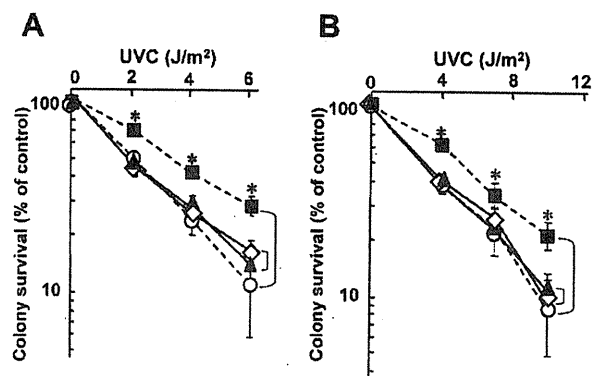 A
UVC (J/m²)
0 2 4 6
Colony survival (% of control)
100
10
* * *
B
UVC (J/m²)
0 4 8 12
Colony survival (% of control)
100
10
* * *